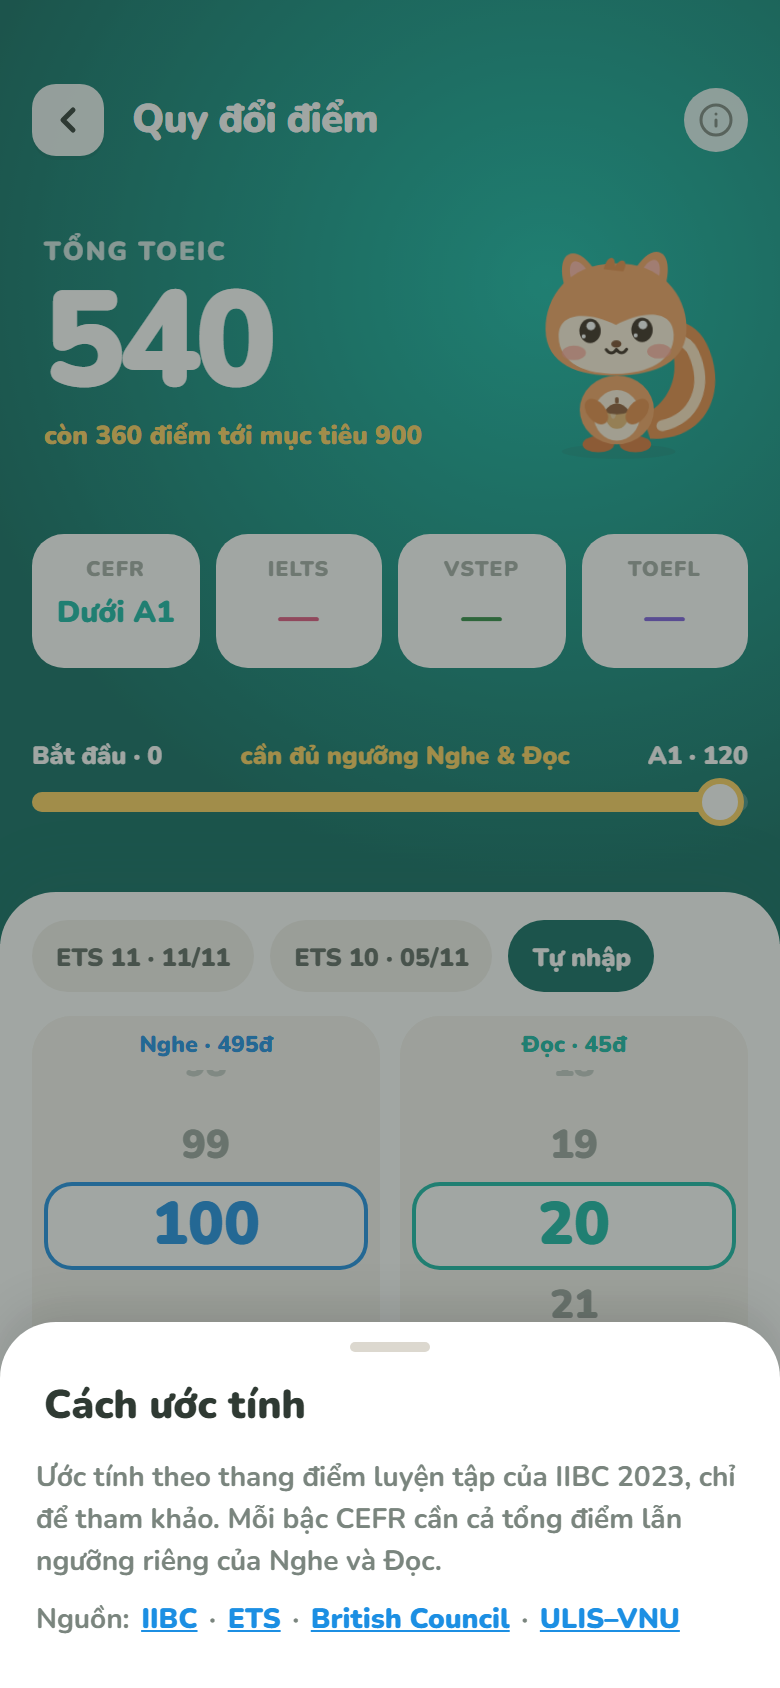 Quy đổi điểm
TỔNG TOEIC
540
còn 360 điểm tới mục tiêu 900
CEFR
Dưới A1
IELTS
—
VSTEP
—
TOEFL
—
Bắt đầu · 0
cần đủ ngưỡng Nghe & Đọc
A1 · 120
ETS 11 · 11/11
ETS 10 · 05/11
Tự nhập
Nghe · 495đ
99
100
Đọc · 45đ
19
20
21
Cách ước tính
Ước tính theo thang điểm luyện tập của IIBC 2023, chỉ
để tham khảo. Mỗi bậc CEFR cần cả tổng điểm lẫn
ngưỡng riêng của Nghe và Đọc.
Nguồn: IIBC · ETS · British Council · ULIS–VNU